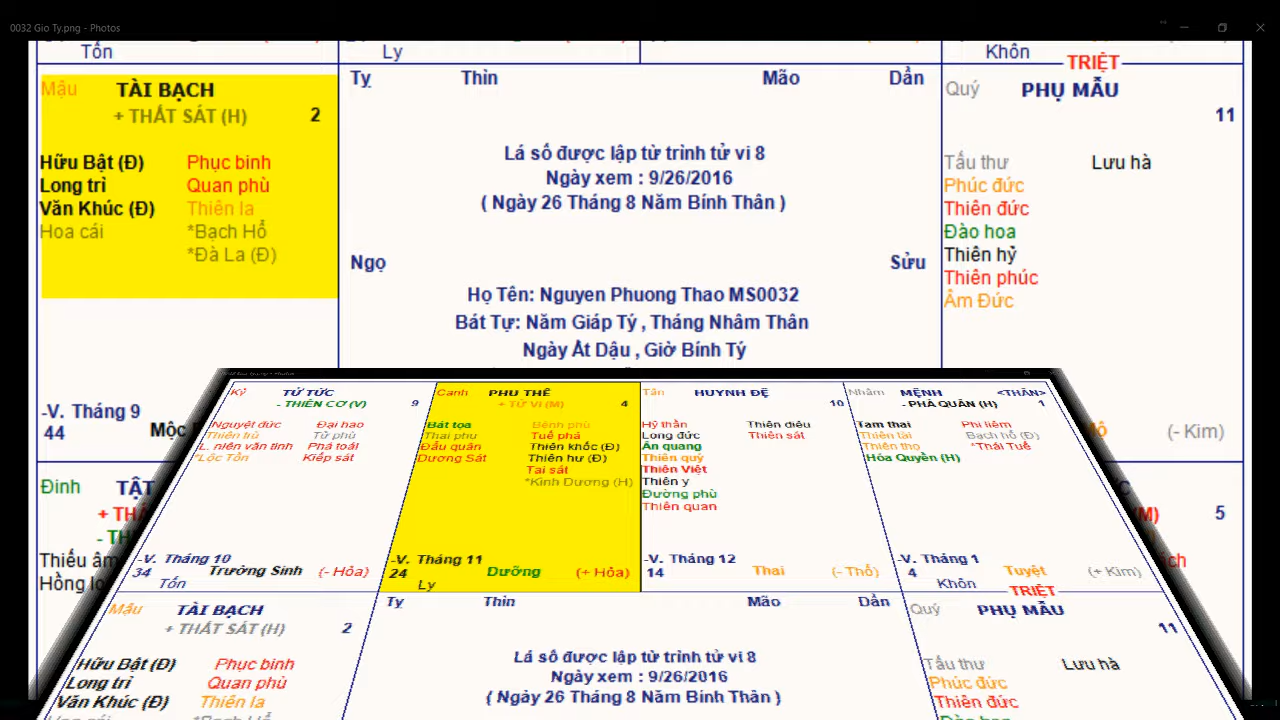 0032 Gio Ty.png - Photos
Tốn
Ly
Khôn
TRIỆT
Mậu TÀI BẠCH
+ THẤT SÁT (H) 2
Hữu Bật (Đ) Phục binh
Long trì Quan phù
Văn Khúc (Đ) Thiên la
Hoa cái *Bạch Hổ
*Đà La (Đ)
-V. Tháng 9
44 Mộc
Tỵ Thìn Mão Dần
Lá số được lập từ trình tử vi 8
Ngày xem : 9/26/2016
( Ngày 26 Tháng 8 Năm Bính Thân )
Ngọ Sửu
Họ Tên: Nguyen Phuong Thao MS0032
Bát Tự: Năm Giáp Tý , Tháng Nhâm Thân
Ngày Ất Dậu , Giờ Bính Tý
Quý PHỤ MẪU
11
Tấu thư Lưu hà
Phúc đức
Thiên đức
Đào hoa
Thiên hỷ
Thiên phúc
Âm Đức
(- Kim)
Đinh TẬT
Thiếu âm
5
Kỷ TỬ TỨC
- THIÊN CƠ (V) 9
Nguyệt đức Đại hao
Thiên trù Tử phù
L. niên văn tinh Phá toái
*Lộc Tồn Kiếp sát
-V. Tháng 10
34 Trường Sinh (- Hỏa)
Tốn
Canh PHU THÊ
+ TỬ VI (M) 4
Bát tọa Bệnh phù
Thai phụ Tuế phá
Đẩu quân Thiên khốc (Đ)
Dương Sát Thiên hư (Đ)
Tai sát
*Kình Dương (H)
-V. Tháng 11
24 Dưỡng (+ Hỏa)
Ly
Tân HUYNH ĐỆ
10
Hỷ thần Thiên diêu
Long đức Thiên sát
Ân quang
Thiên quý
Thiên Việt
Thiên y
Đường phù
Thiên quan
-V. Tháng 12
14 Thai (- Thổ)
Nhâm MỆNH <THÂN>
- PHÁ QUÂN (H) 1
Tam thai Phi liêm
Thiên tài Bạch hổ (Đ)
Thiên thọ *Thái Tuế
Hóa Quyền (H)
-V. Tháng 1
4 Tuyệt (+ Kim)
Khôn
TRIỆT
Mậu TÀI BẠCH
+ THẤT SÁT (H) 2
Hữu Bật (Đ) Phục binh
Long trì Quan phù
Văn Khúc (Đ) Thiên la
Tỵ Thìn Mão Dần
Lá số được lập từ trình tử vi 8
Ngày xem : 9/26/2016
( Ngày 26 Tháng 8 Năm Bính Thân )
Quý PHỤ MẪU
11
Tấu thư Lưu hà
Phúc đức
Thiên đức